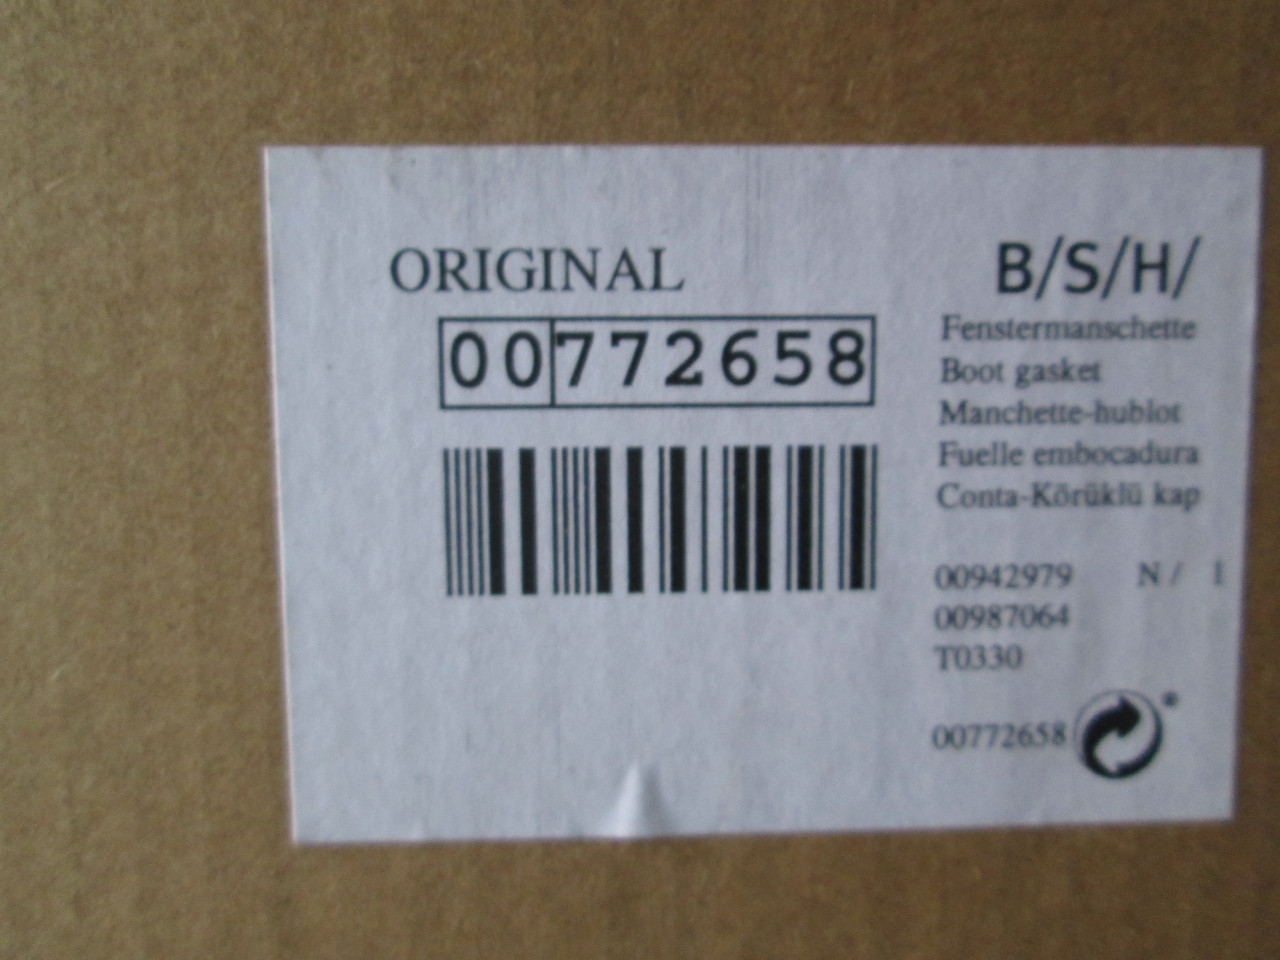 ORIGINAL
00772658
B/S/H/
Fenstermanschette
Boot gasket
Manchette-hublot
Fuelle embocadura
Conta-Körüklü kap
00942979 N / 1
00987064
T0330
00772658